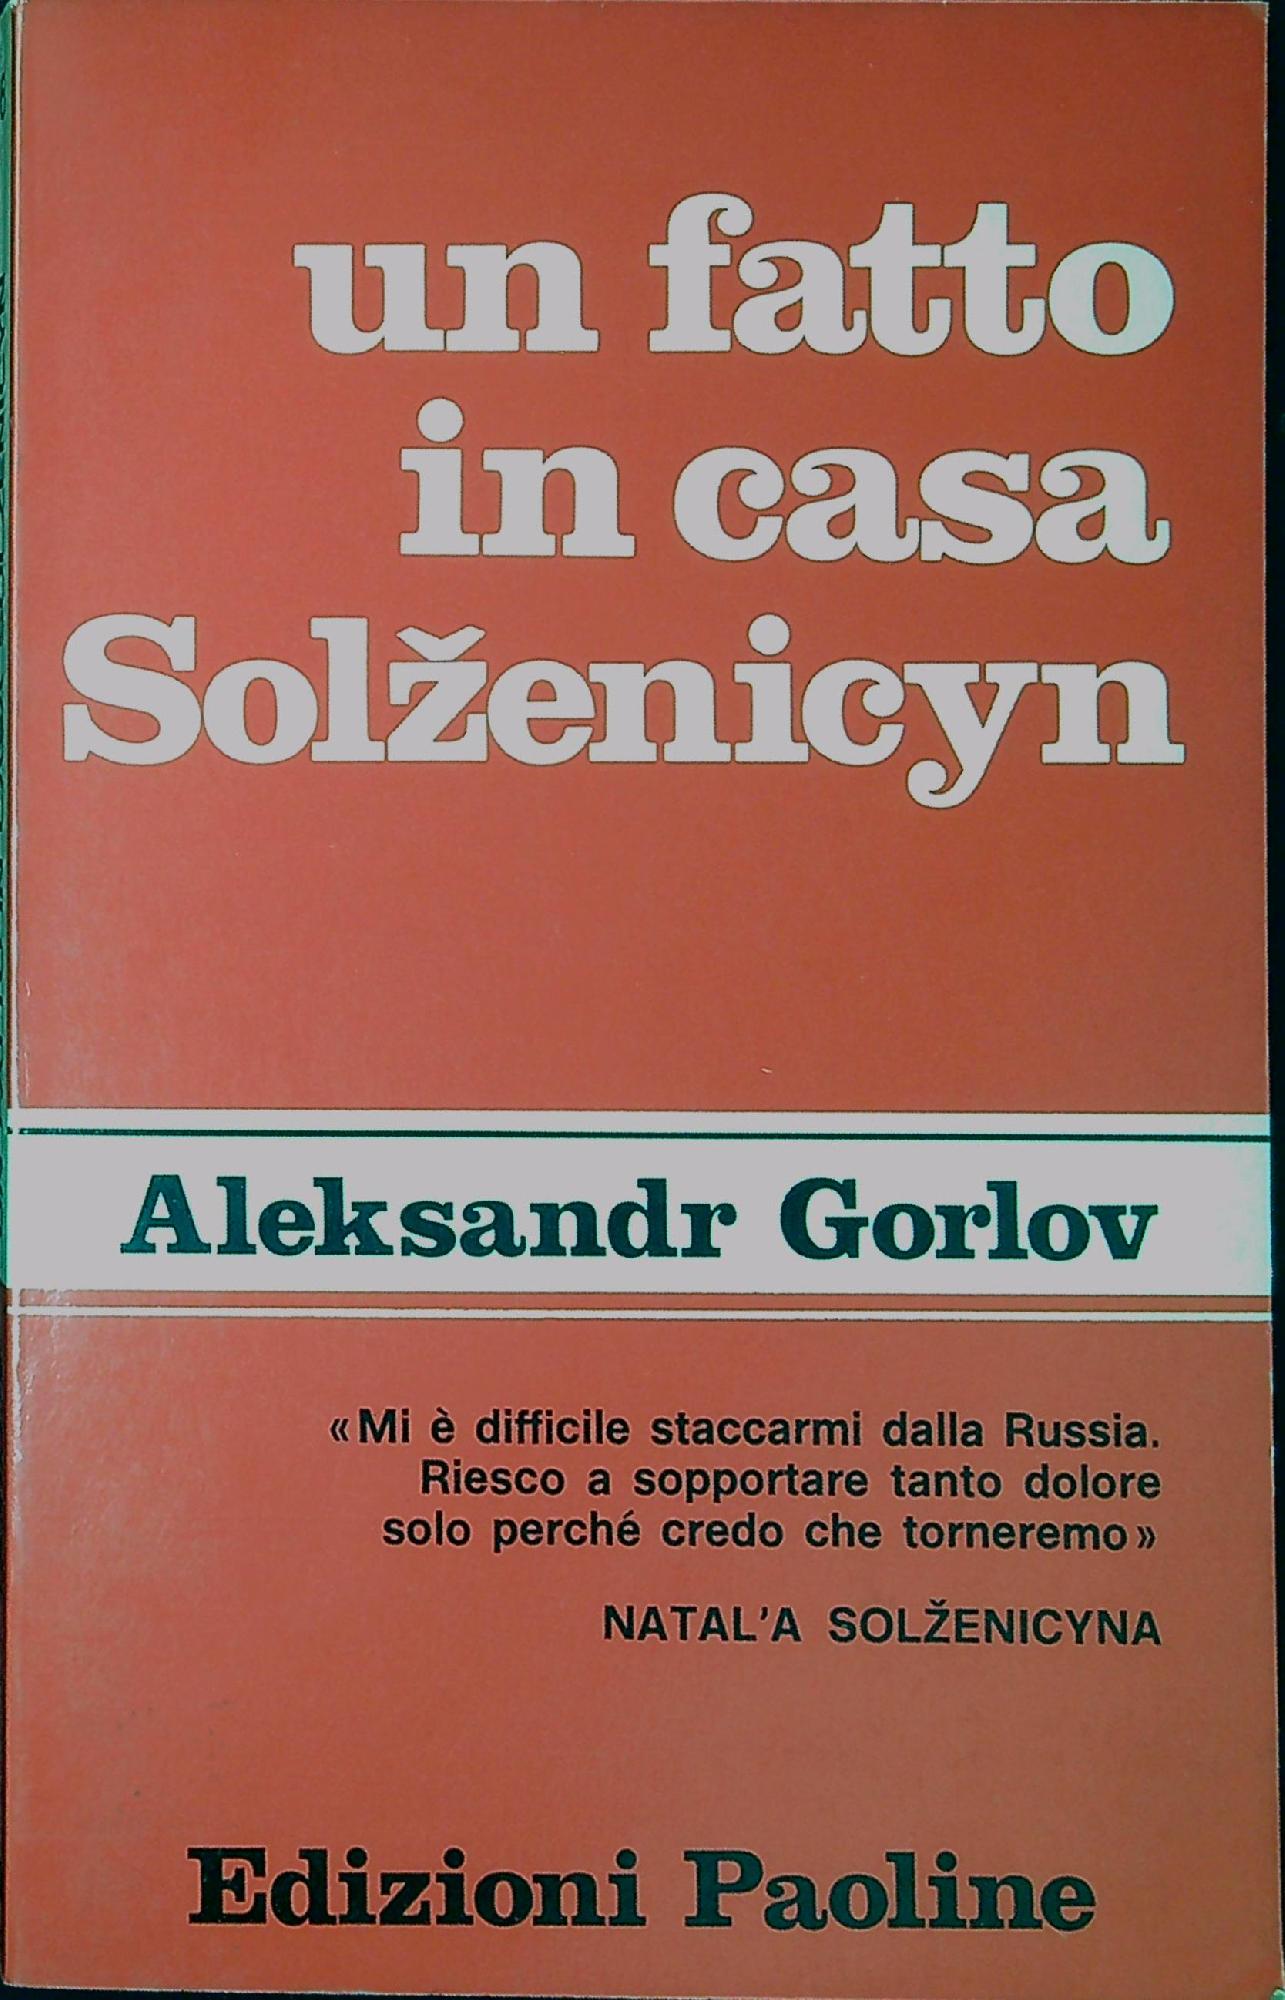 un fatto
in casa
Solženicyn
Aleksandr Gorlov
«Mi è difficile staccarmi dalla Russia.
Riesco a sopportare tanto dolore
solo perché credo che torneremo»
NATAL'A SOLŽENICYNA
Edizioni Paoline